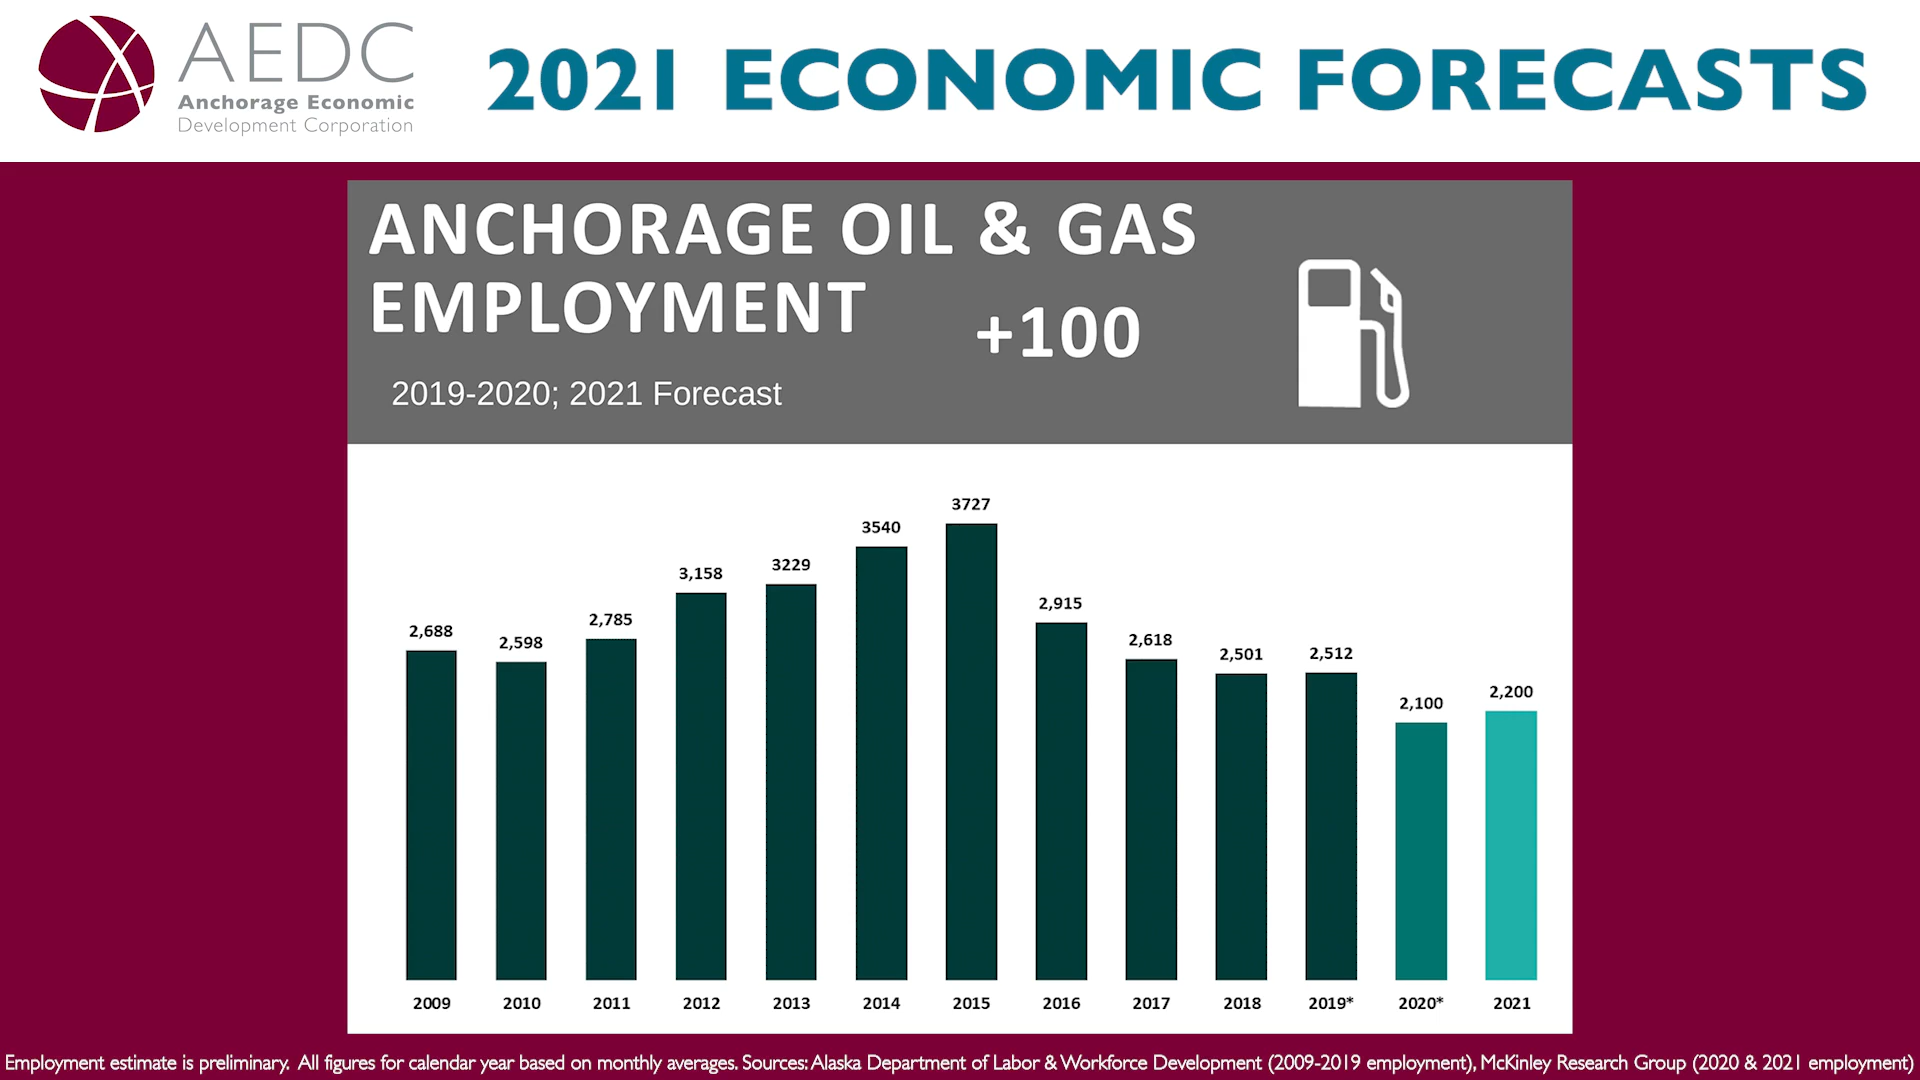 AEDC
Anchorage Economic
Development Corporation
2021 ECONOMIC FORECASTS
ANCHORAGE OIL & GAS
EMPLOYMENT
+100
2019-2020; 2021 Forecast
2,688
2,598
2,785
3,158
3229
3540
3727
2,915
2,618
2,501
2,512
2,100
2,200
2009 2010 2011 2012 2013 2014 2015 2016 2017 2018 2019* 2020* 2021
Employment estimate is preliminary. All figures for calendar year based on monthly averages. Sources: Alaska Department of Labor & Workforce Development (2009-2019 employment), McKinley Research Group (2020 & 2021 employment)